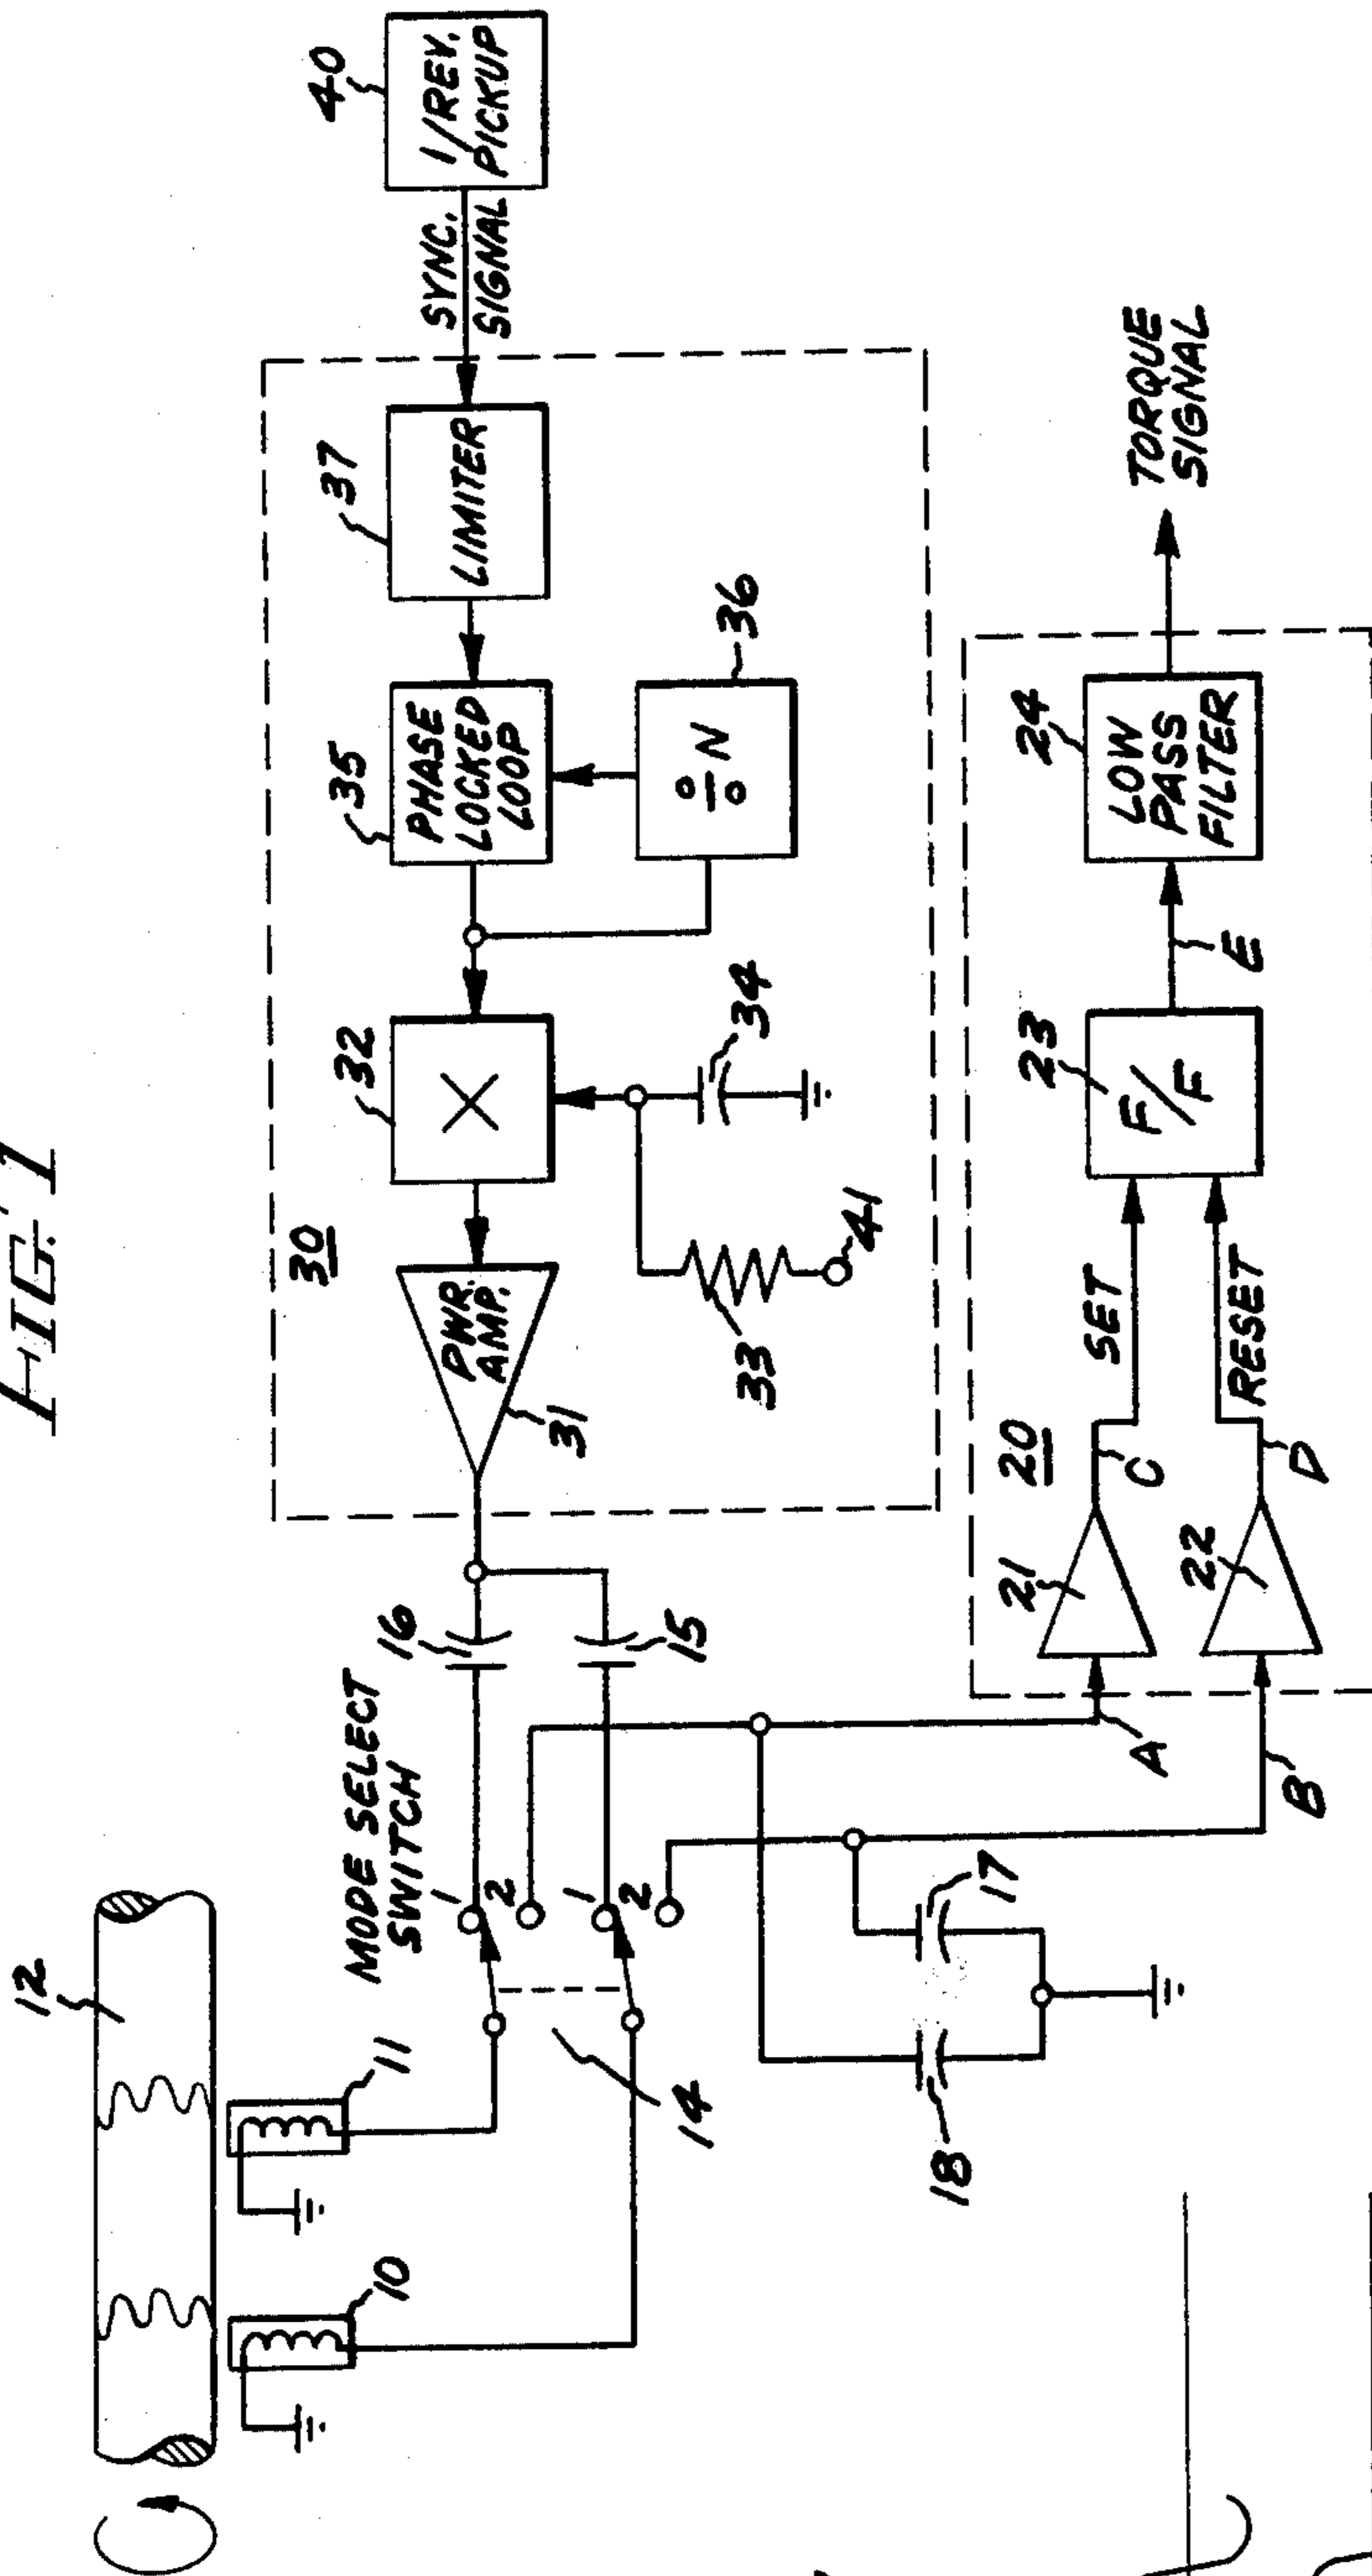 FIG. 1
12
11
10
MODE SELECT
SWITCH
1
2
1
2
14
16
15
18
17
30
PWR.
AMP.
31
32
X
33
41
34
35
PHASE
LOCKED
LOOP
36
÷ N
37
LIMITER
SYNC.
SIGNAL
40
1/REV.
PICKUP
A
B
20
21
22
C
D
SET
RESET
23
F/F
E
24
LOW
PASS
FILTER
TORQUE
SIGNAL